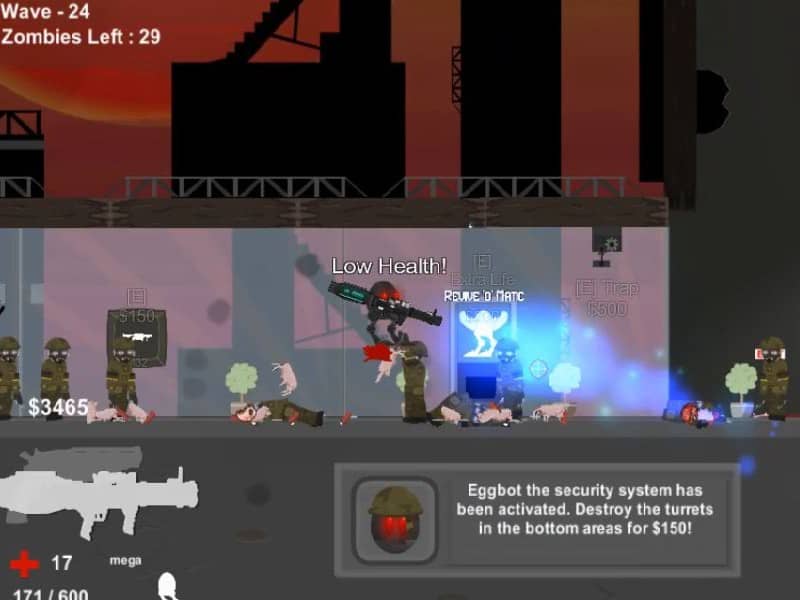 Wave - 24
Zombies Left : 29
Low Health!
[E]
Extra Life
REVIVE 'O' MATIC
[E]
$150
[E] Trap
$500
$3465
Eggbot the security system has
been activated. Destroy the turrets
in the bottom areas for $150!
17
mega
171 / 600